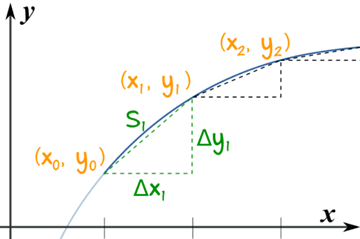 y
(x₂, y₂)
(x₁, y₁)
S₁
Δy₁
(x₀, y₀)
Δx₁
x